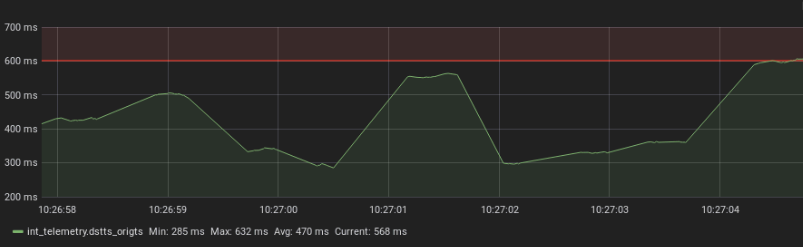 700 ms
600 ms
500 ms
400 ms
300 ms
200 ms
10:26:58 10:26:59 10:27:00 10:27:01 10:27:02 10:27:03 10:27:04
int_telemetry.dstts_origts Min: 285 ms Max: 632 ms Avg: 470 ms Current: 568 ms